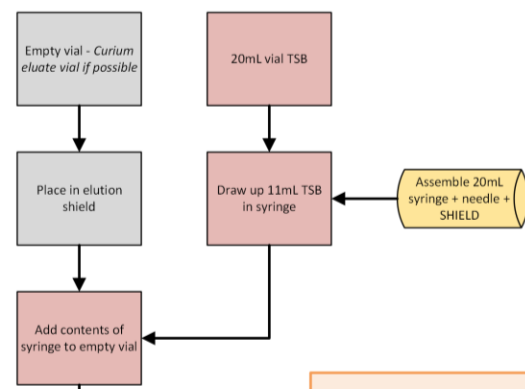 Empty vial - Curium
eluate vial if possible
20mL vial TSB
Place in elution
shield
Draw up 11mL TSB
in syringe
Assemble 20mL
syringe + needle +
SHIELD
Add contents of
syringe to empty vial